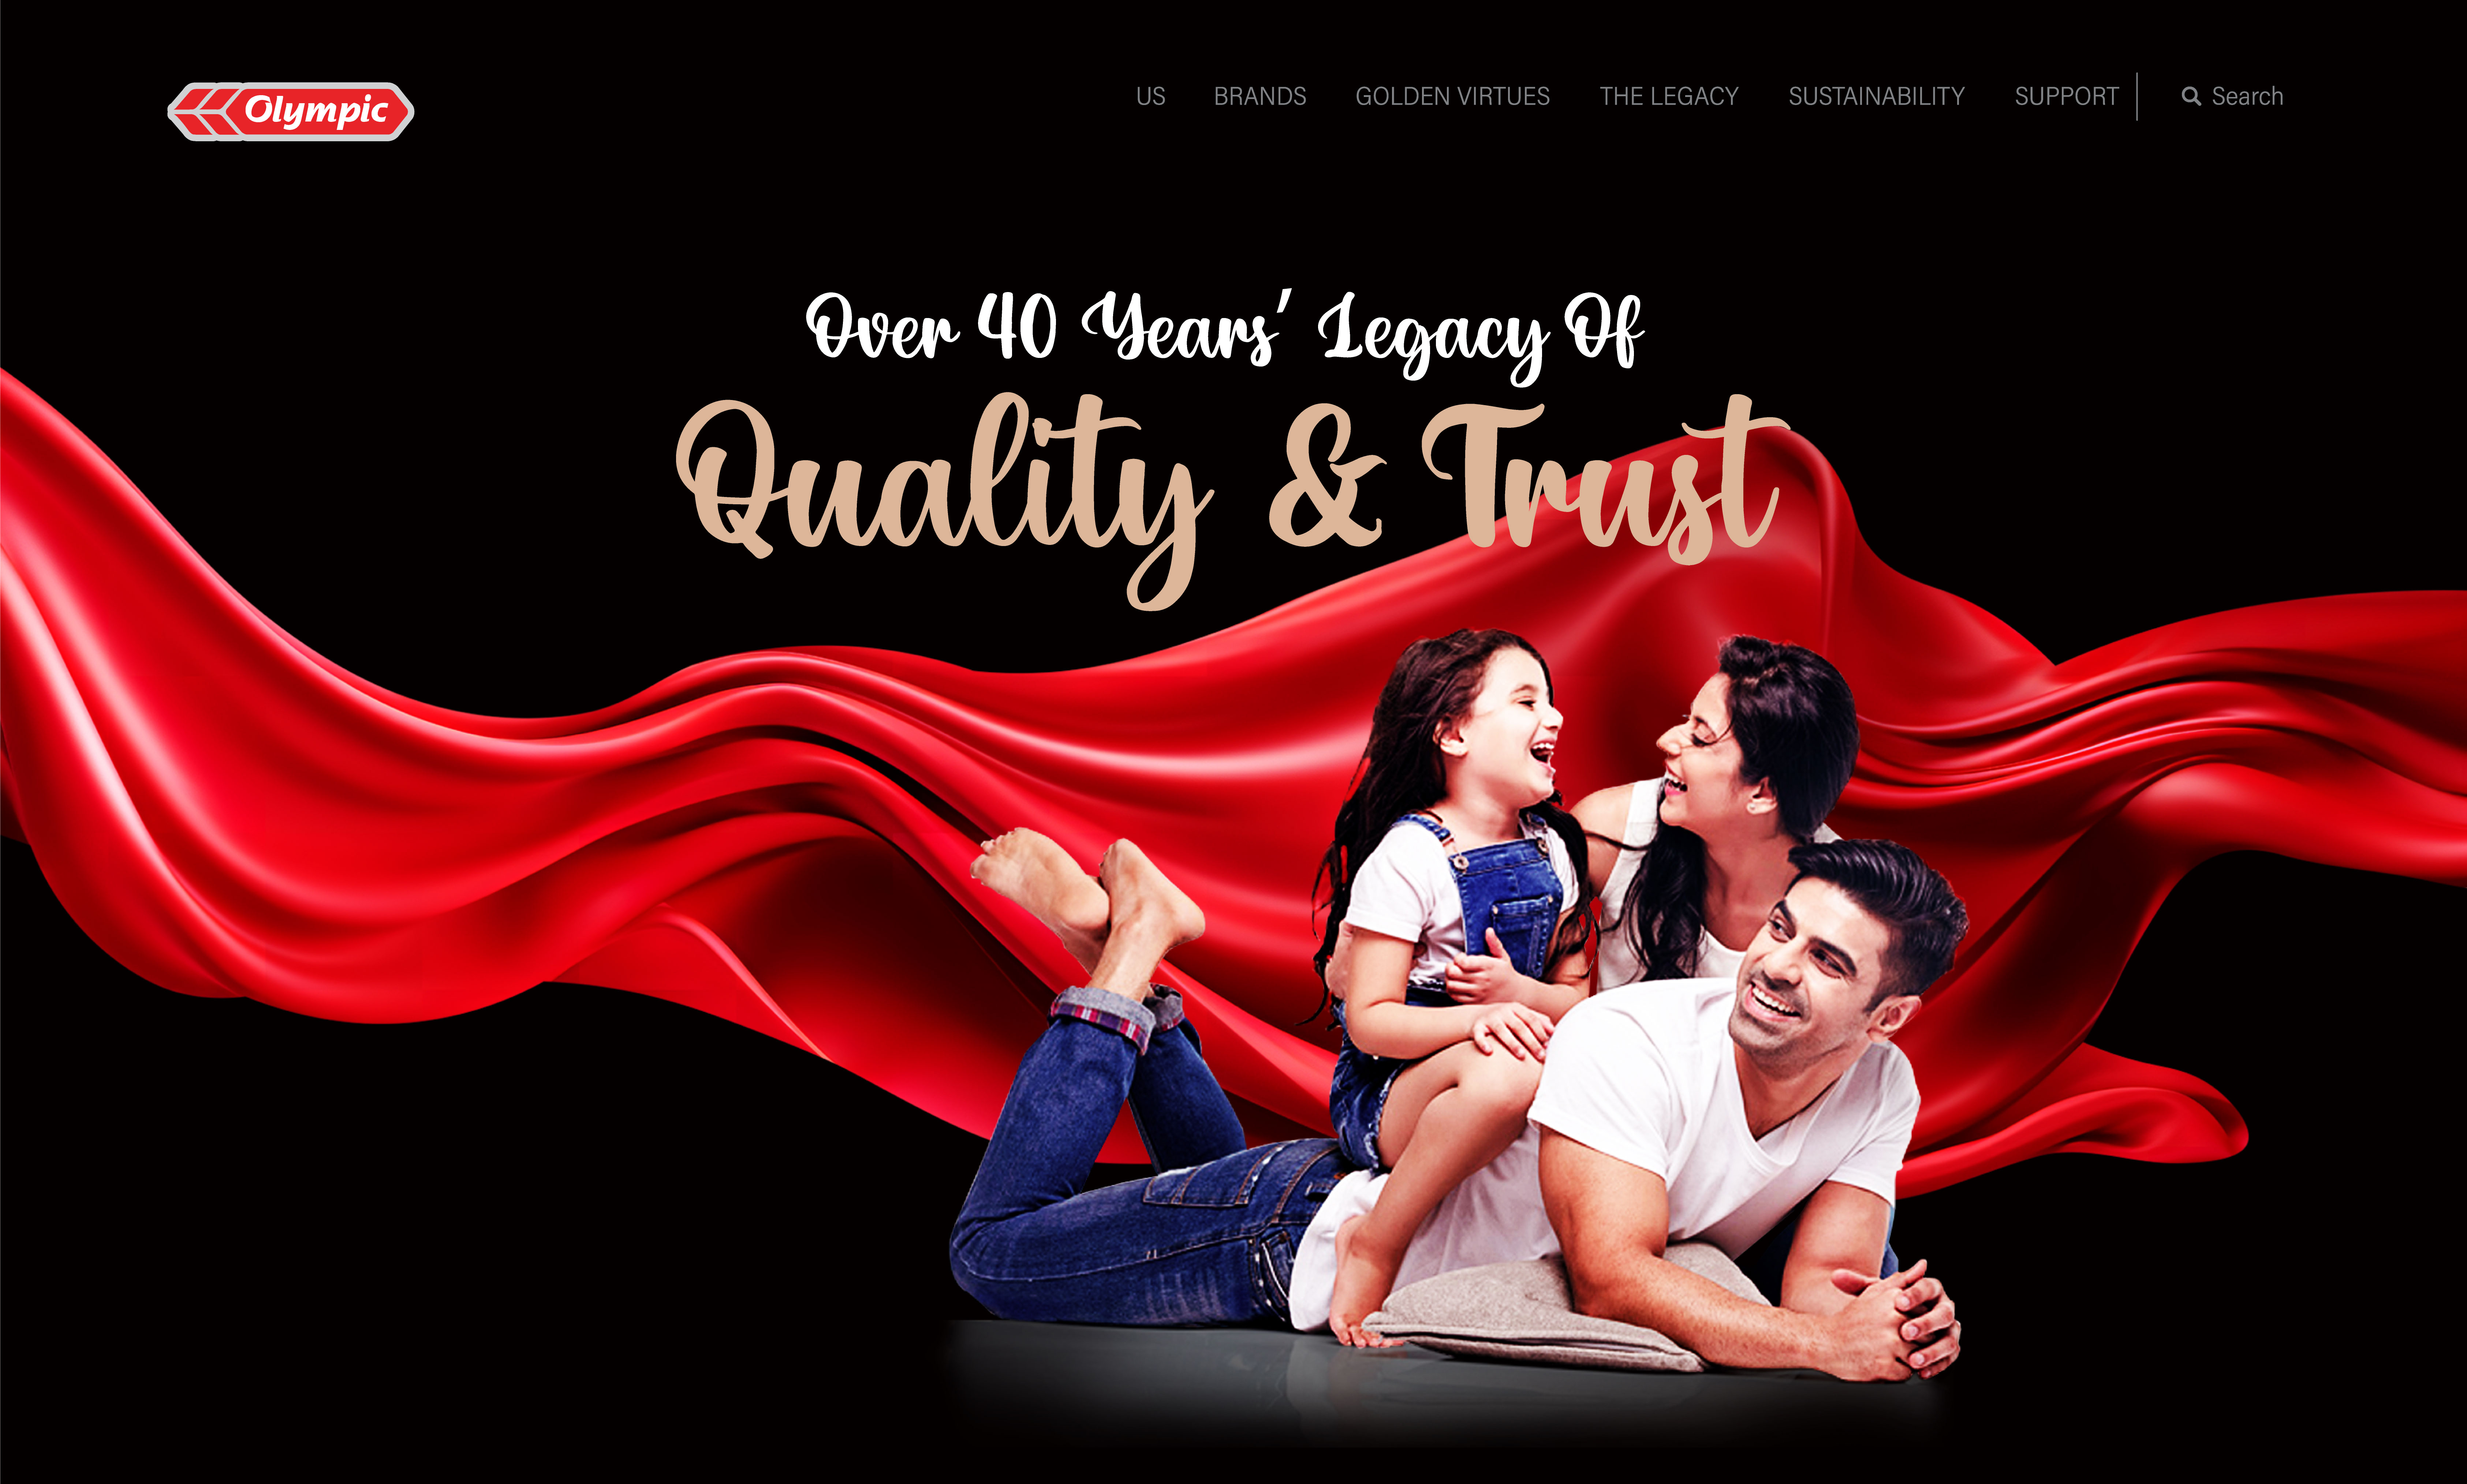 Olympic
US BRANDS GOLDEN VIRTUES THE LEGACY SUSTAINABILITY SUPPORT Search
Over 40 Years' Legacy Of
Quality & Trust